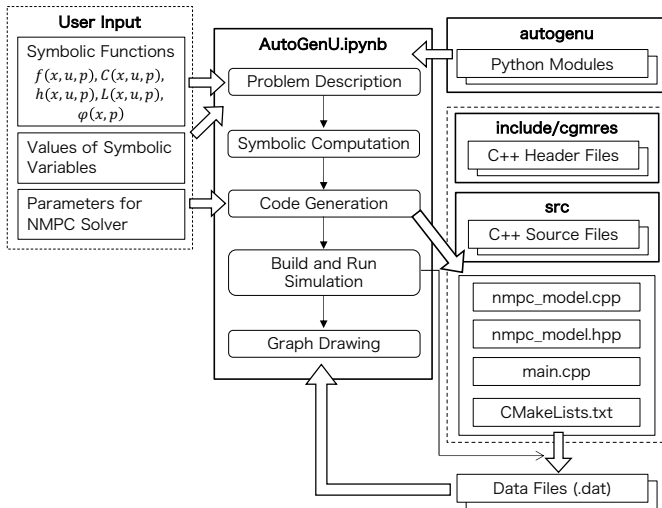 User Input
Symbolic Functions
f(x, u, p), C(x, u, p),
h(x, u, p), L(x, u, p),
φ(x, p)
Values of Symbolic
Variables
Parameters for
NMPC Solver
AutoGenU.ipynb
Problem Description
Symbolic Computation
Code Generation
Build and Run
Simulation
Graph Drawing
autogenu
Python Modules
include/cgmres
C++ Header Files
src
C++ Source Files
nmpc_model.cpp
nmpc_model.hpp
main.cpp
CMakeLists.txt
Data Files (.dat)